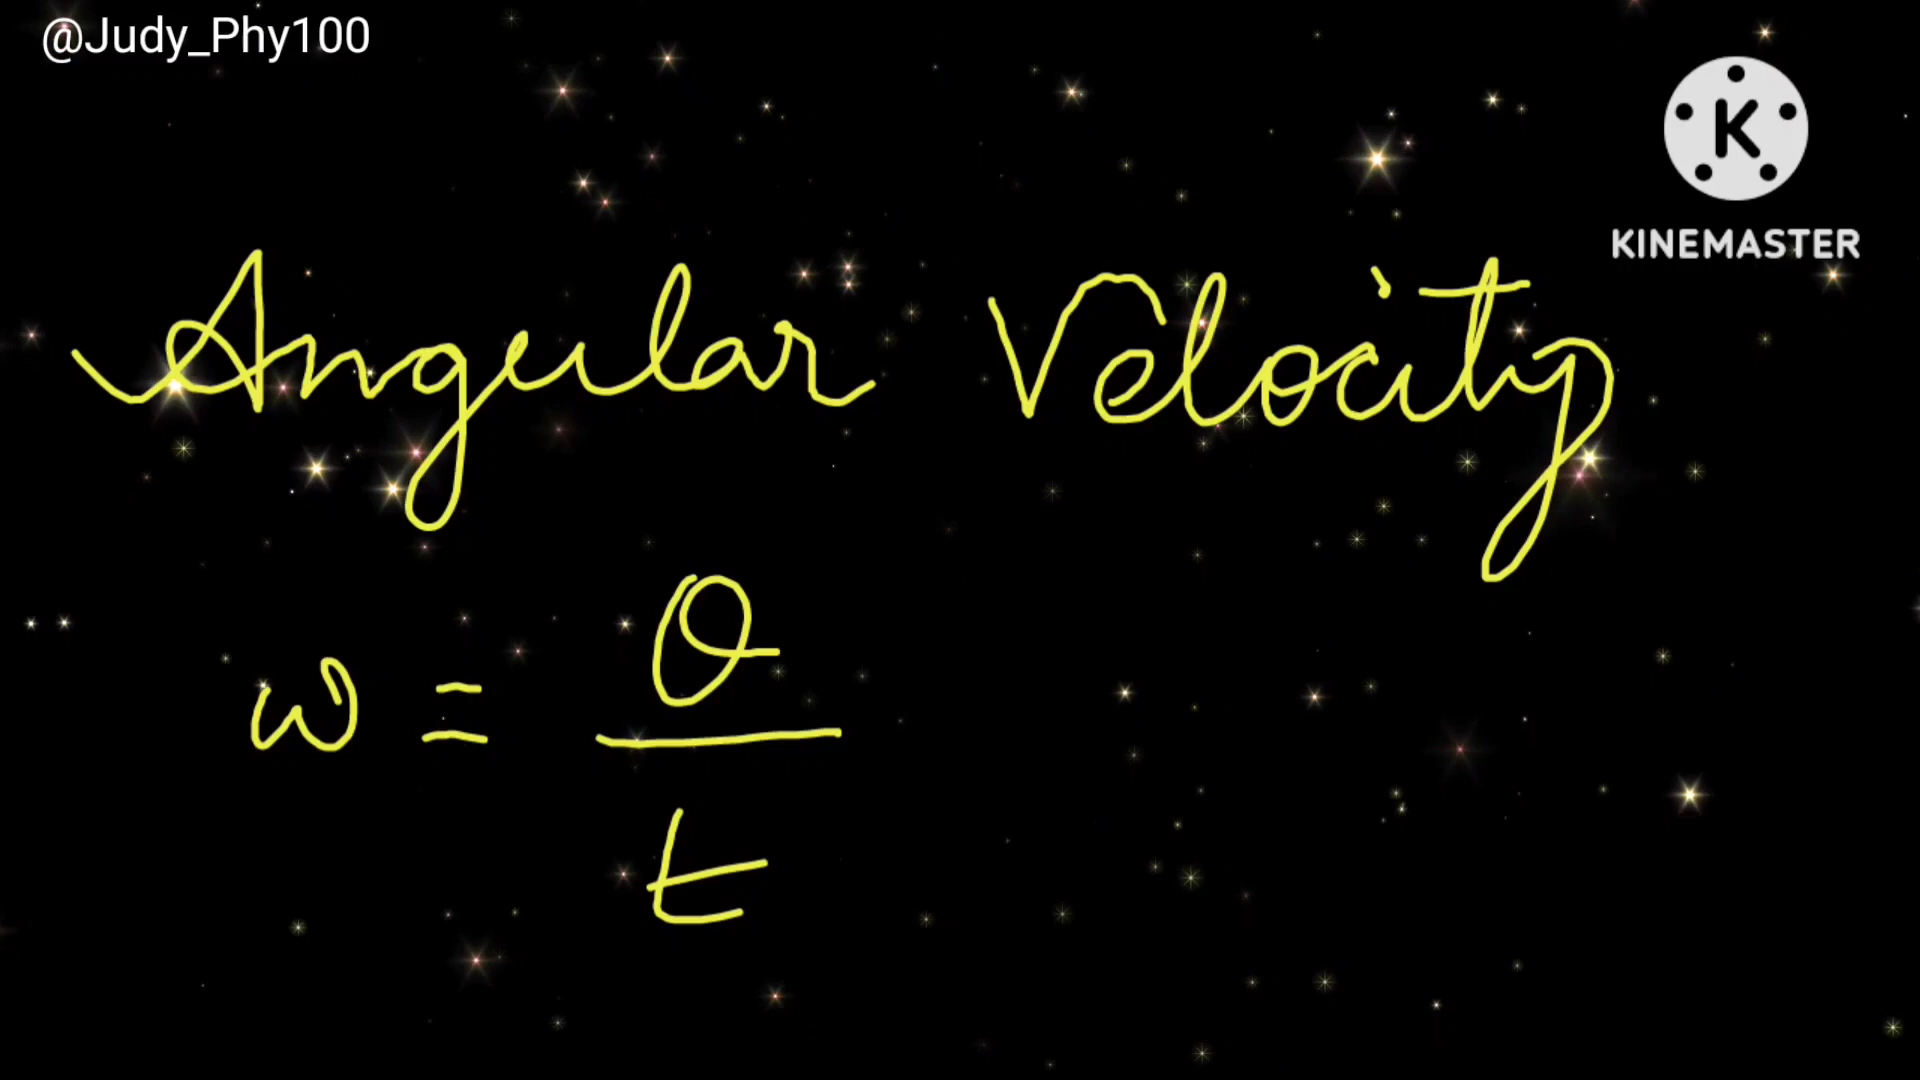 @Judy_Phy100
K
KINEMASTER
Angular Velocity
ω = θ
t